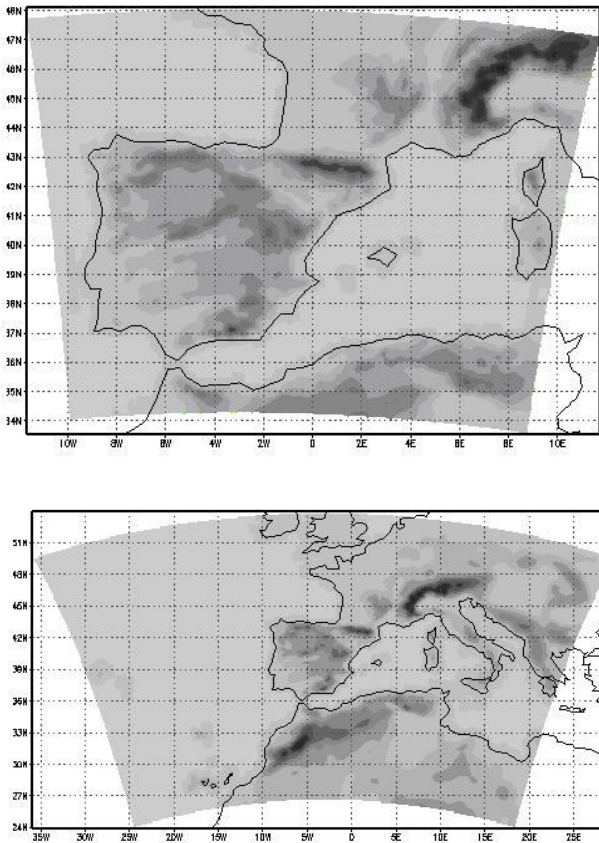 48N
47N
46N
45N
44N
43N
42N
41N
40N
39N
38N
37N
36N
35N
34N
10W 8W 6W 4W 2W 0 2E 4E 6E 8E 10E
51N
48N
45N
42N
39N
36N
33N
30N
27N
24N
35W 30W 25W 20W 15W 10W 5W 0 5E 10E 15E 20E 25E